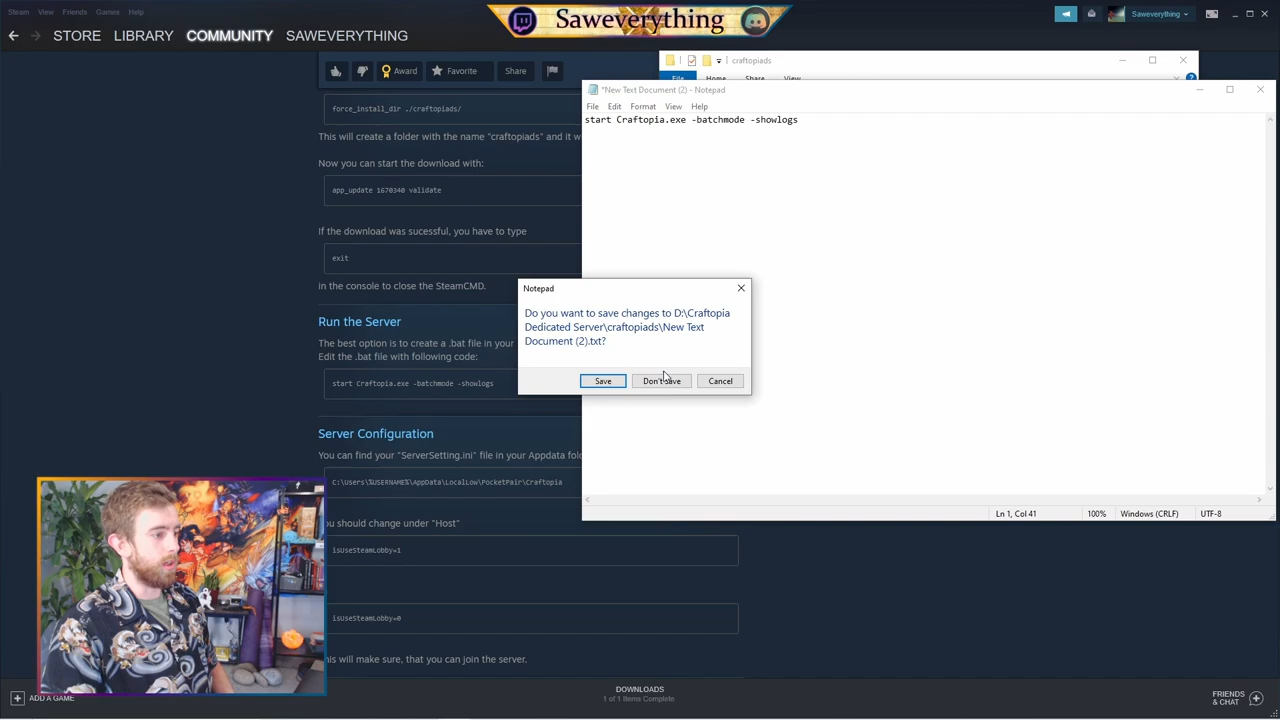 Steam View Friends Games Help
Saweverything
Saweverything
STORE LIBRARY COMMUNITY SAWEVERYTHING
craftopiads
Award Favorite Share
File Home Share View
*New Text Document (2) - Notepad
File Edit Format View Help
start Craftopia.exe -batchmode -showlogs
force_install_dir ./craftopiads/
This will create a folder with the name "craftopiads" and it w
Now you can start the download with:
app_update 1670340 validate
If the download was sucessful, you have to type
exit
in the console to close the SteamCMD.
Notepad
Do you want to save changes to D:\Craftopia
Dedicated Server\craftopiads\New Text
Document (2).txt?
Save Don't Save Cancel
Run the Server
The best option is to create a .bat file in your
Edit the .bat file with following code:
start Craftopia.exe -batchmode -showlogs
Server Configuration
You can find your "ServerSetting.ini" file in your Appdata fol
C:\Users\%USERNAME%\AppData\LocalLow\PocketPair\Craftopia
Ln 1, Col 41 100% Windows (CRLF) UTF-8
ou should change under "Host"
isUseSteamLobby=1
isUseSteamLobby=0
his will make sure, that you can join the server.
ADD A GAME
DOWNLOADS
1 of 1 Items Complete
FRIENDS
& CHAT